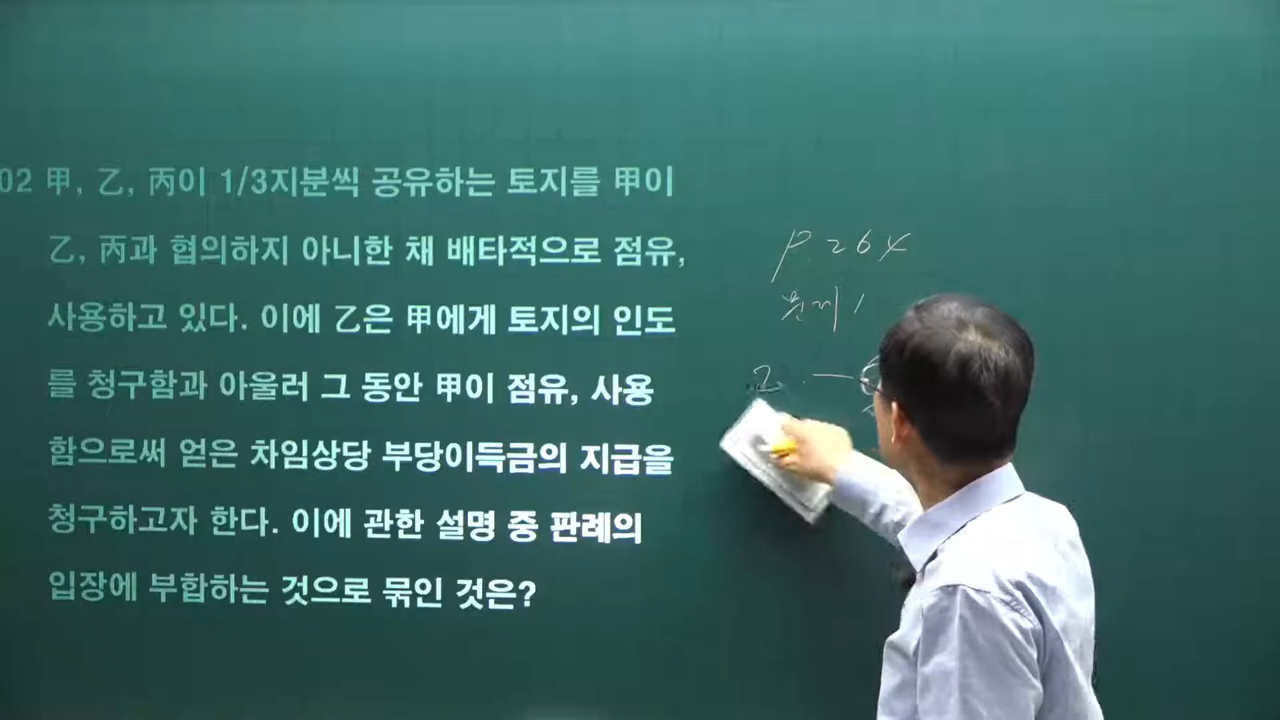 02 甲, 乙, 丙이 1/3지분씩 공유하는 토지를 甲이
乙, 丙과 협의하지 아니한 채 배타적으로 점유,
사용하고 있다. 이에 乙은 甲에게 토지의 인도
를 청구함과 아울러 그 동안 甲이 점유, 사용
함으로써 얻은 차임상당 부당이득금의 지급을
청구하고자 한다. 이에 관한 설명 중 판례의
입장에 부합하는 것으로 묶인 것은?
P. 264
문제 1
2. —